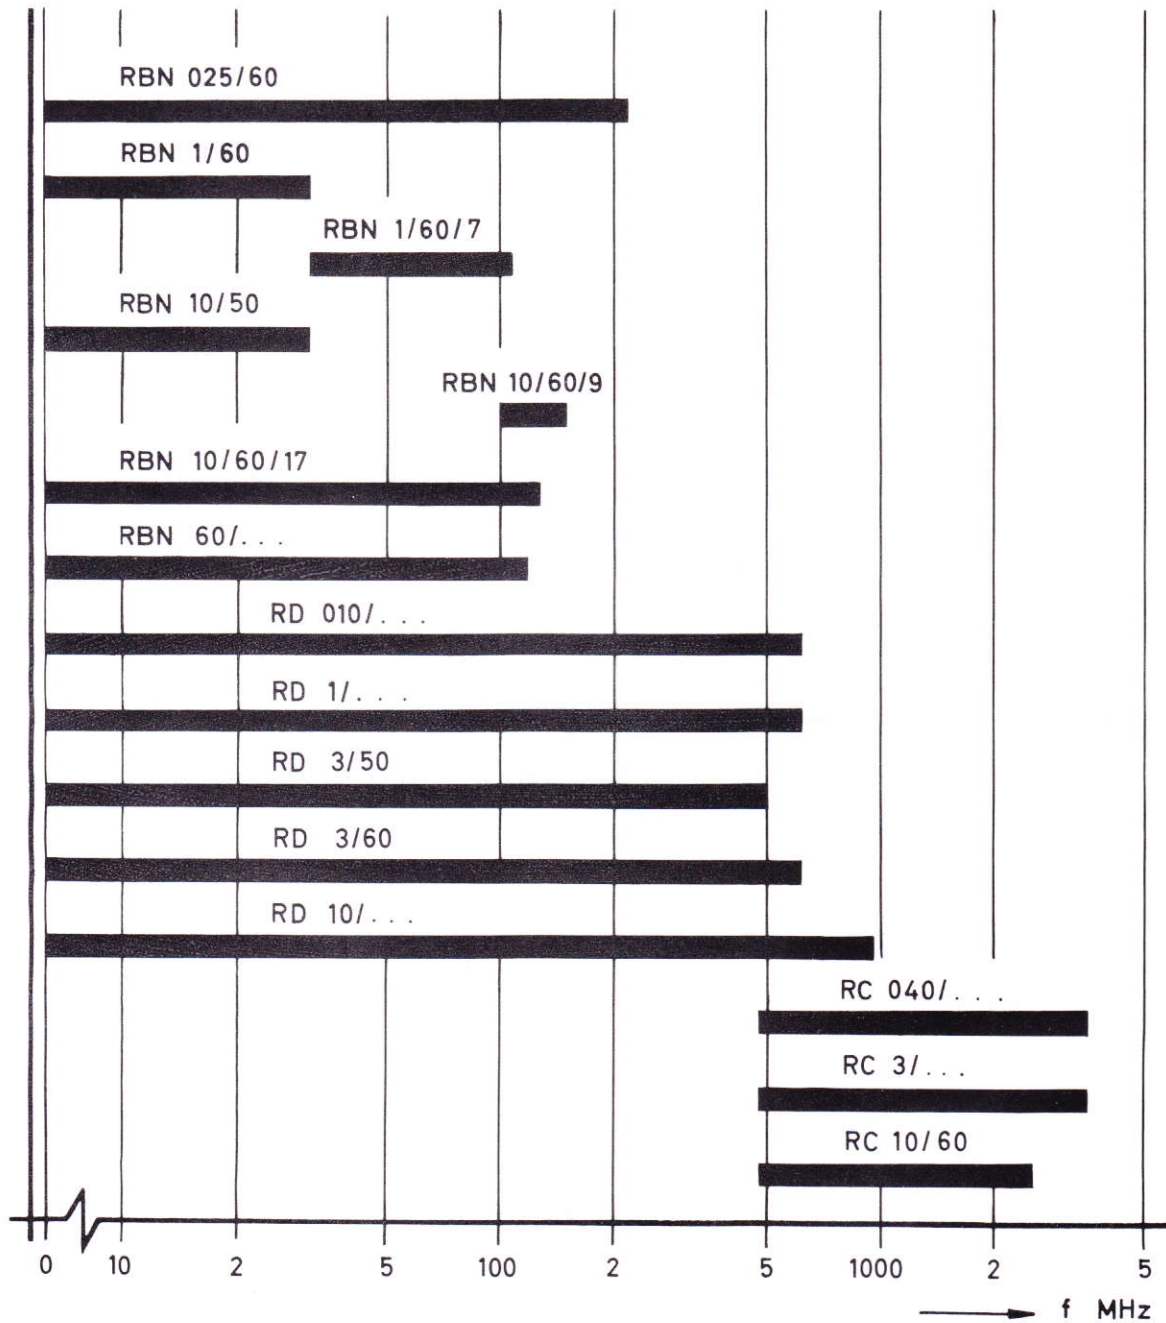 RBN 025/60
RBN 1/60
RBN 1/60/7
RBN 10/50
RBN 10/60/9
RBN 10/60/17
RBN 60/...
RD 010/...
RD 1/...
RD 3/50
RD 3/60
RD 10/...
RC 040/...
RC 3/...
RC 10/60
0 10 2 5 100 2 5 1000 2 5
f MHz